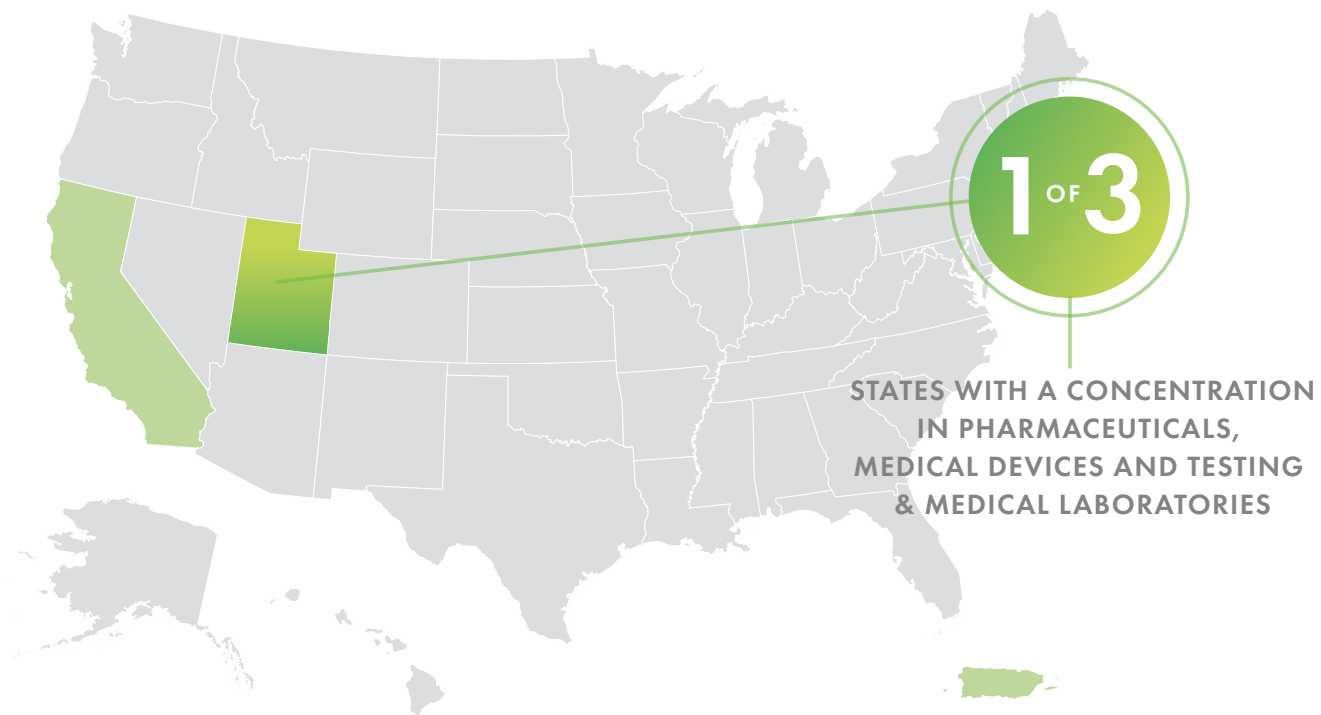 1 OF 3
STATES WITH A CONCENTRATION
IN PHARMACEUTICALS,
MEDICAL DEVICES AND TESTING
& MEDICAL LABORATORIES